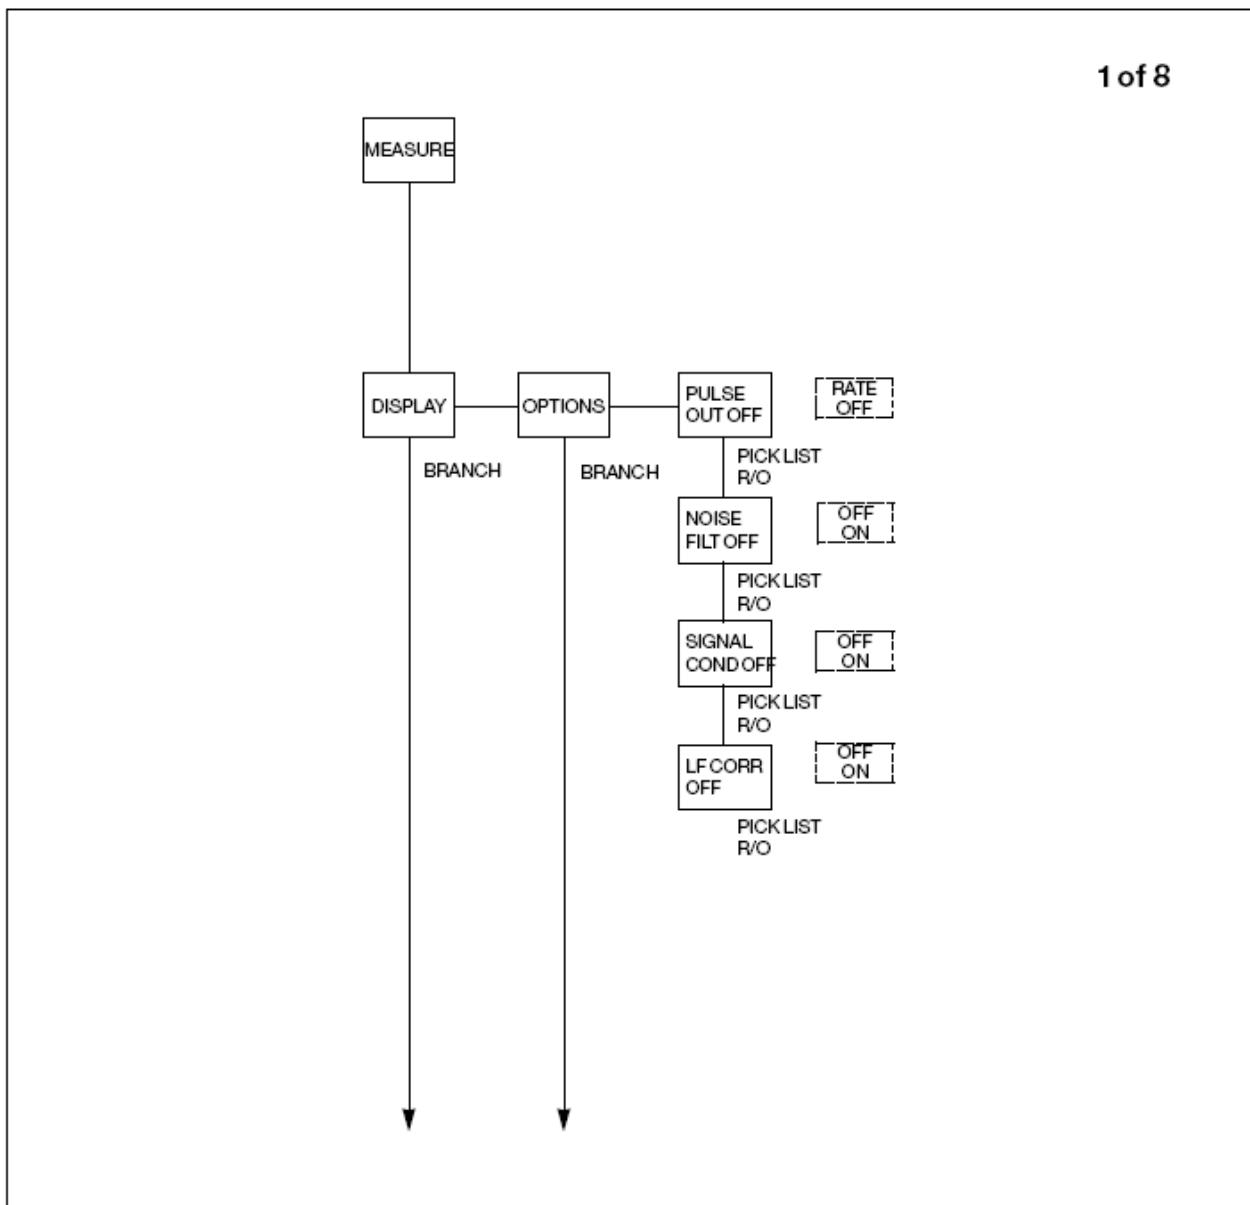 1 of 8
MEASURE
DISPLAY
OPTIONS
PULSE
OUT OFF
RATE
OFF
BRANCH
BRANCH
PICK LIST
R/O
NOISE
FILT OFF
OFF
ON
PICK LIST
R/O
SIGNAL
COND OFF
OFF
ON
PICK LIST
R/O
LF CORR
OFF
OFF
ON
PICK LIST
R/O